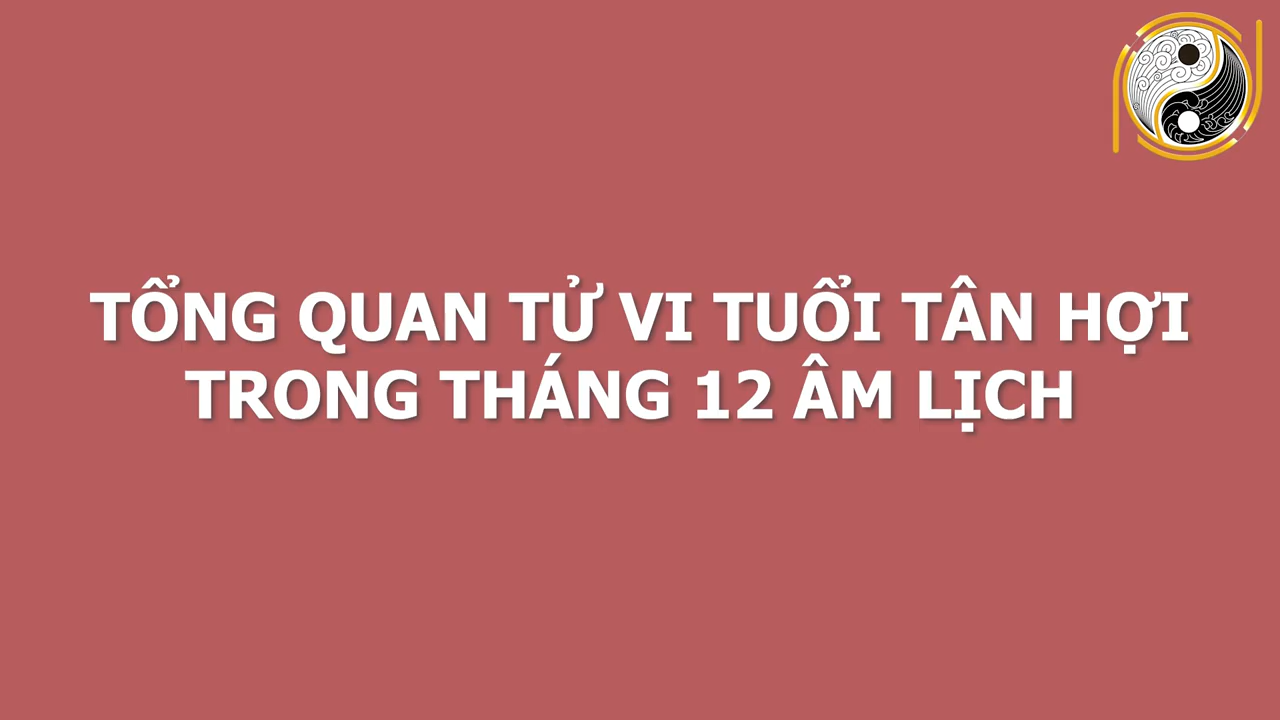 TỔNG QUAN TỬ VI TUỔI TÂN HỢI
TRONG THÁNG 12 ÂM LỊCH